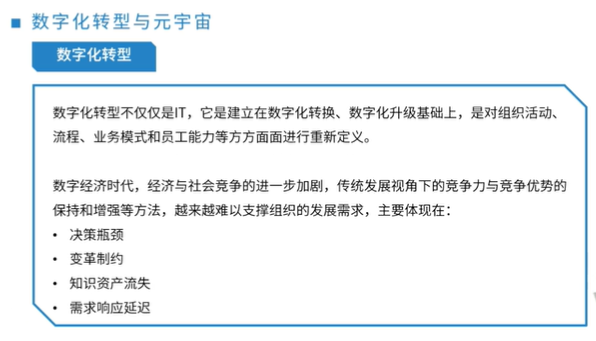 数字化转型与元宇宙
数字化转型
数字化转型不仅仅是IT，它是建立在数字化转换、数字化升级基础上，是对组织活动、
流程、业务模式和员工能力等方方面面进行重新定义。
数字经济时代，经济与社会竞争的进一步加剧，传统发展视角下的竞争力与竞争优势的
保持和增强等方法，越来越难以支撑组织的发展需求，主要体现在：
• 决策瓶颈
• 变革制约
• 知识资产流失
• 需求响应延迟